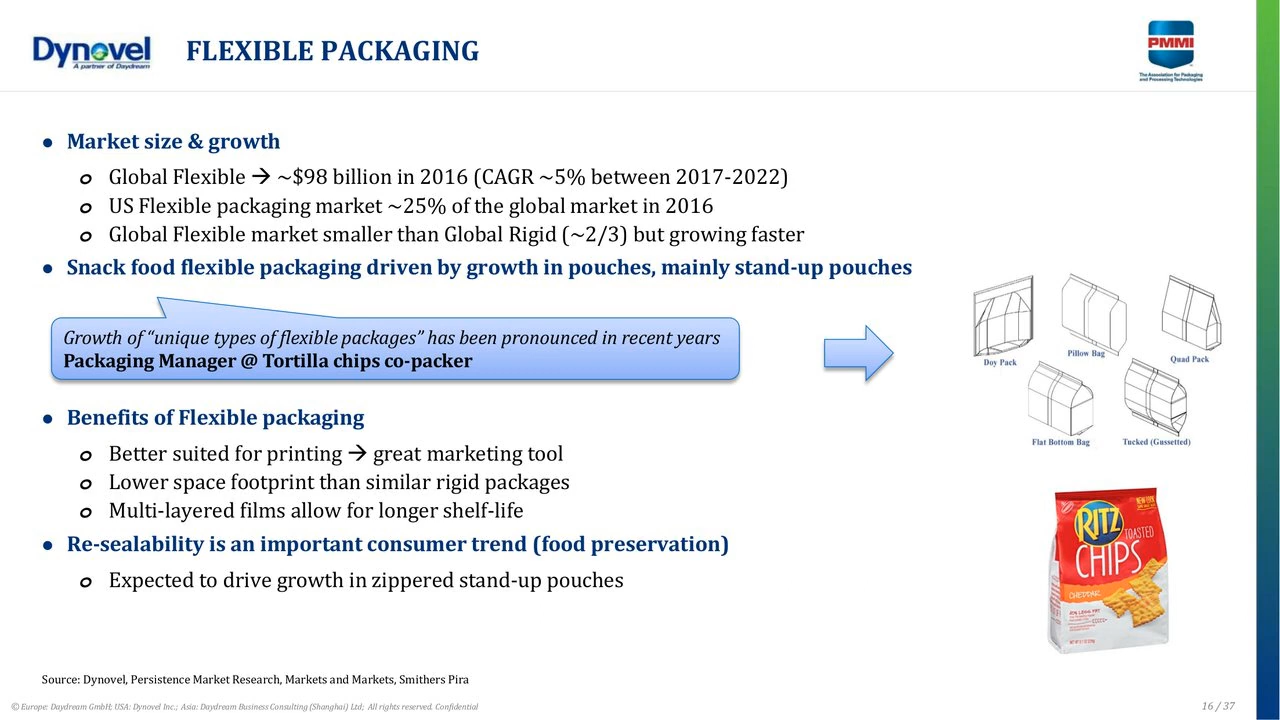 Dynovel
A partner of Daydream
FLEXIBLE PACKAGING
PMMI
The Association for Packaging
and Processing Technologies
● Market size & growth
o Global Flexible → ~$98 billion in 2016 (CAGR ~5% between 2017-2022)
o US Flexible packaging market ~25% of the global market in 2016
o Global Flexible market smaller than Global Rigid (~2/3) but growing faster
● Snack food flexible packaging driven by growth in pouches, mainly stand-up pouches
Growth of “unique types of flexible packages” has been pronounced in recent years
Packaging Manager @ Tortilla chips co-packer
Doy Pack
Pillow Bag
Quad Pack
Flat Bottom Bag
Tucked (Gussetted)
● Benefits of Flexible packaging
o Better suited for printing → great marketing tool
o Lower space footprint than similar rigid packages
o Multi-layered films allow for longer shelf-life
● Re-sealability is an important consumer trend (food preservation)
o Expected to drive growth in zippered stand-up pouches
RITZ
TOASTED
CHIPS
CHEDDAR
Source: Dynovel, Persistence Market Research, Markets and Markets, Smithers Pira
© Europe: Daydream GmbH; USA: Dynovel Inc.; Asia: Daydream Business Consulting (Shanghai) Ltd; All rights reserved. Confidential
16 / 37